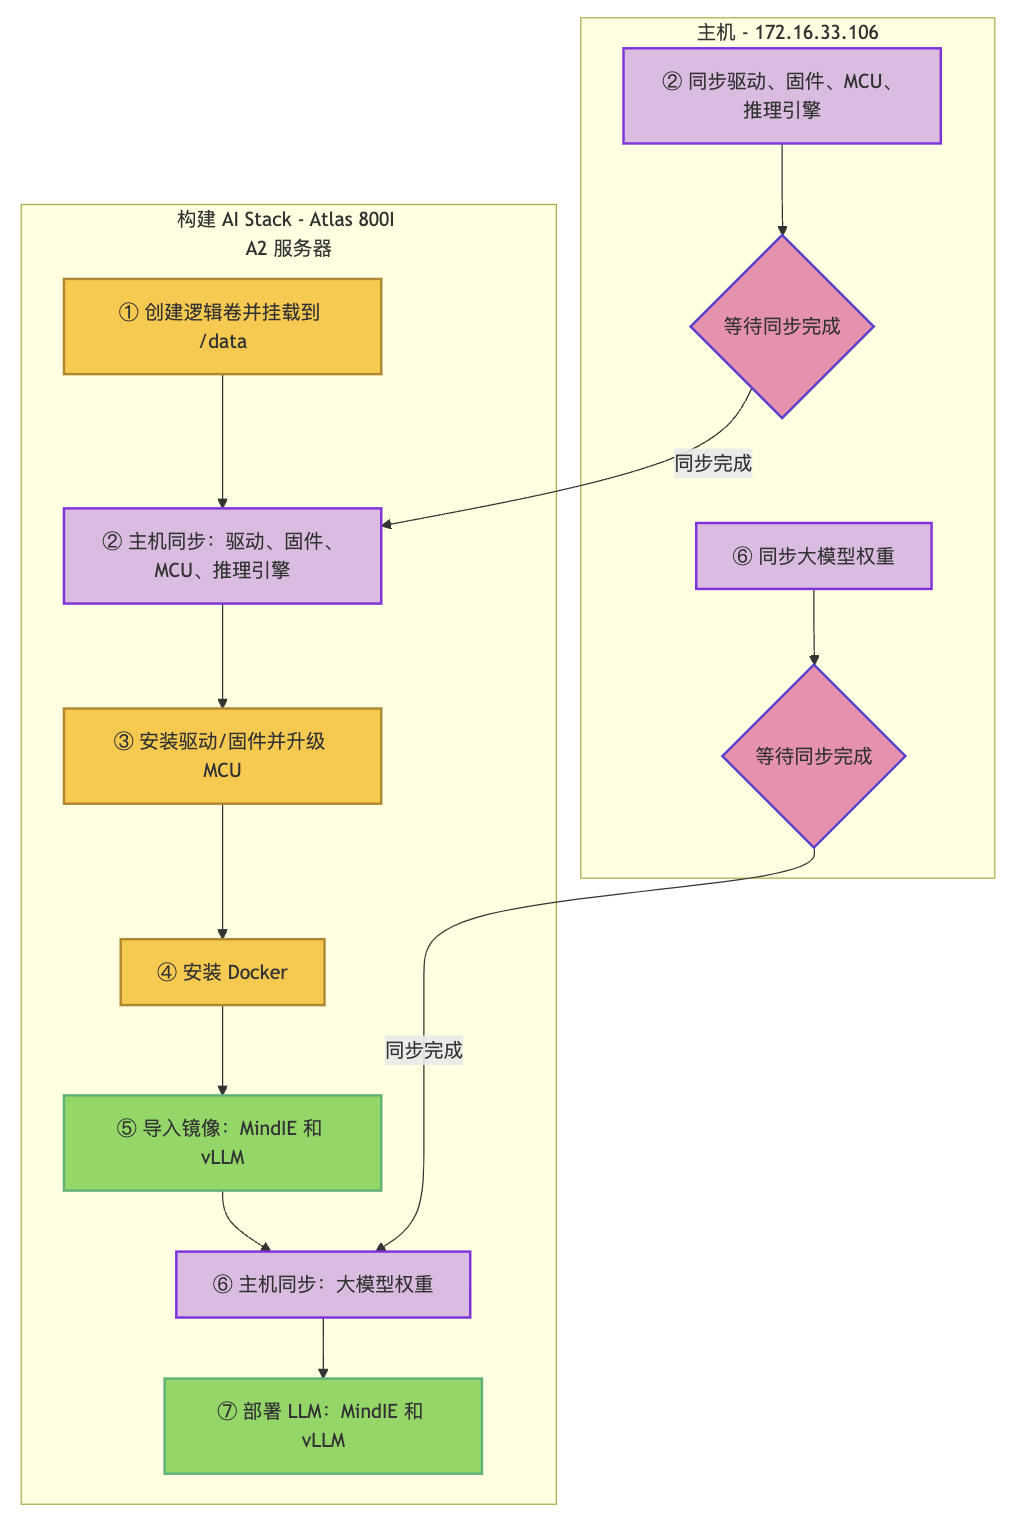 主机 - 172.16.33.106
② 同步驱动、固件、MCU、
推理引擎
等待同步完成
同步完成
⑥ 同步大模型权重
等待同步完成
同步完成
构建 AI Stack - Atlas 800I
A2 服务器
① 创建逻辑卷并挂载到
/data
② 主机同步：驱动、固件、
MCU、推理引擎
③ 安装驱动/固件并升级
MCU
④ 安装 Docker
⑤ 导入镜像：MindIE 和
vLLM
⑥ 主机同步：大模型权重
⑦ 部署 LLM：MindIE 和
vLLM